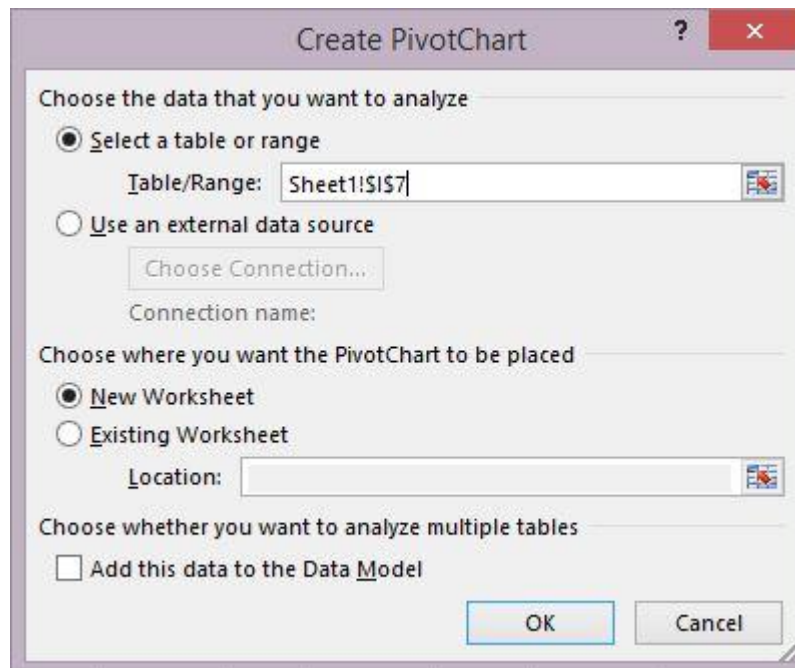 Create PivotChart
?
Choose the data that you want to analyze
Select a table or range
Table/Range: Sheet1!$I$7
Use an external data source
Choose Connection...
Connection name:
Choose where you want the PivotChart to be placed
New Worksheet
Existing Worksheet
Location:
Choose whether you want to analyze multiple tables
Add this data to the Data Model
OK Cancel